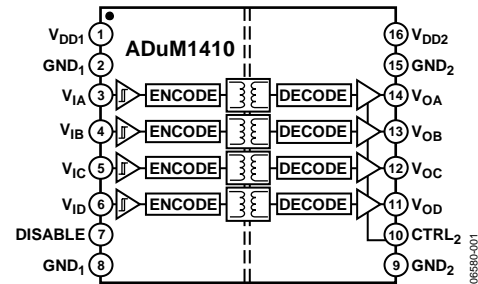 ADuM1410
VDD1 1
GND1 2
VIA 3 ENCODE DECODE 14 VOA
VIB 4 ENCODE DECODE 13 VOB
VIC 5 ENCODE DECODE 12 VOC
VID 6 ENCODE DECODE 11 VOD
DISABLE 7
GND1 8
16 VDD2
15 GND2
10 CTRL2
9 GND2
06580-001